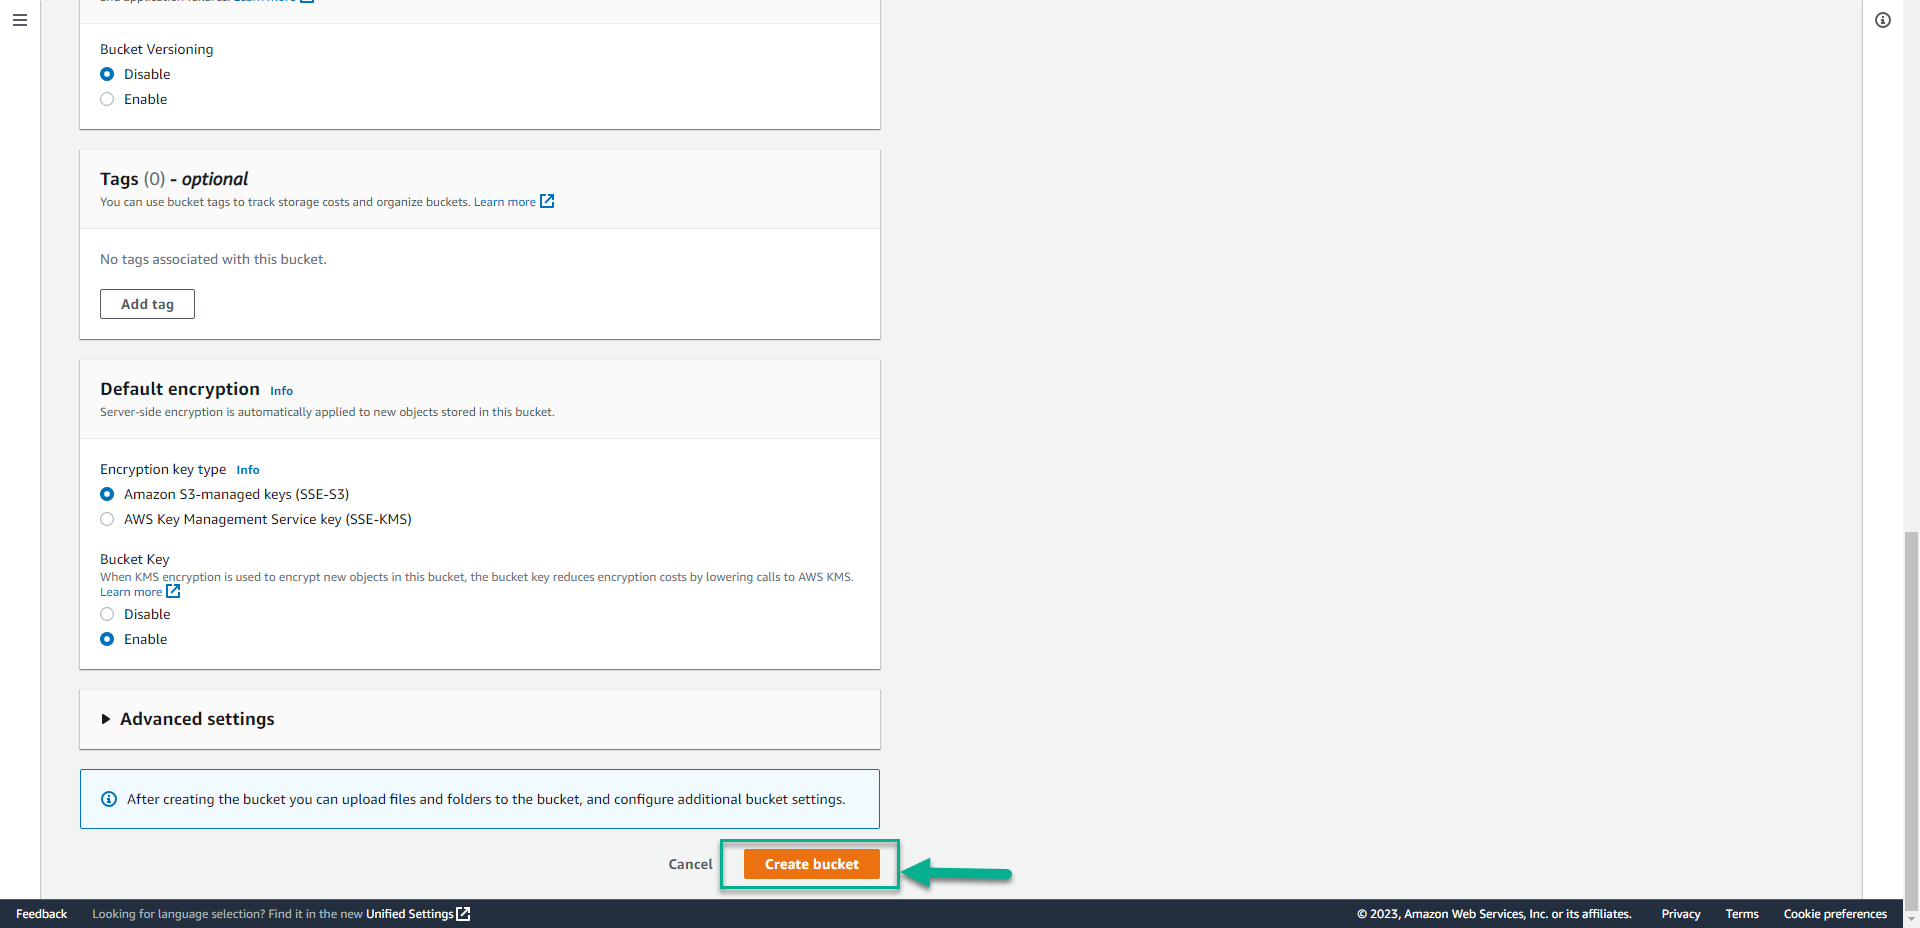 Bucket Versioning
Disable
Enable
Tags (0) - optional
You can use bucket tags to track storage costs and organize buckets. Learn more
No tags associated with this bucket.
Add tag
Default encryption Info
Server-side encryption is automatically applied to new objects stored in this bucket.
Encryption key type Info
Amazon S3-managed keys (SSE-S3)
AWS Key Management Service key (SSE-KMS)
Bucket Key
When KMS encryption is used to encrypt new objects in this bucket, the bucket key reduces encryption costs by lowering calls to AWS KMS.
Learn more
Disable
Enable
Advanced settings
After creating the bucket you can upload files and folders to the bucket, and configure additional bucket settings.
Cancel Create bucket
Feedback Looking for language selection? Find it in the new Unified Settings © 2023, Amazon Web Services, Inc. or its affiliates. Privacy Terms Cookie preferences